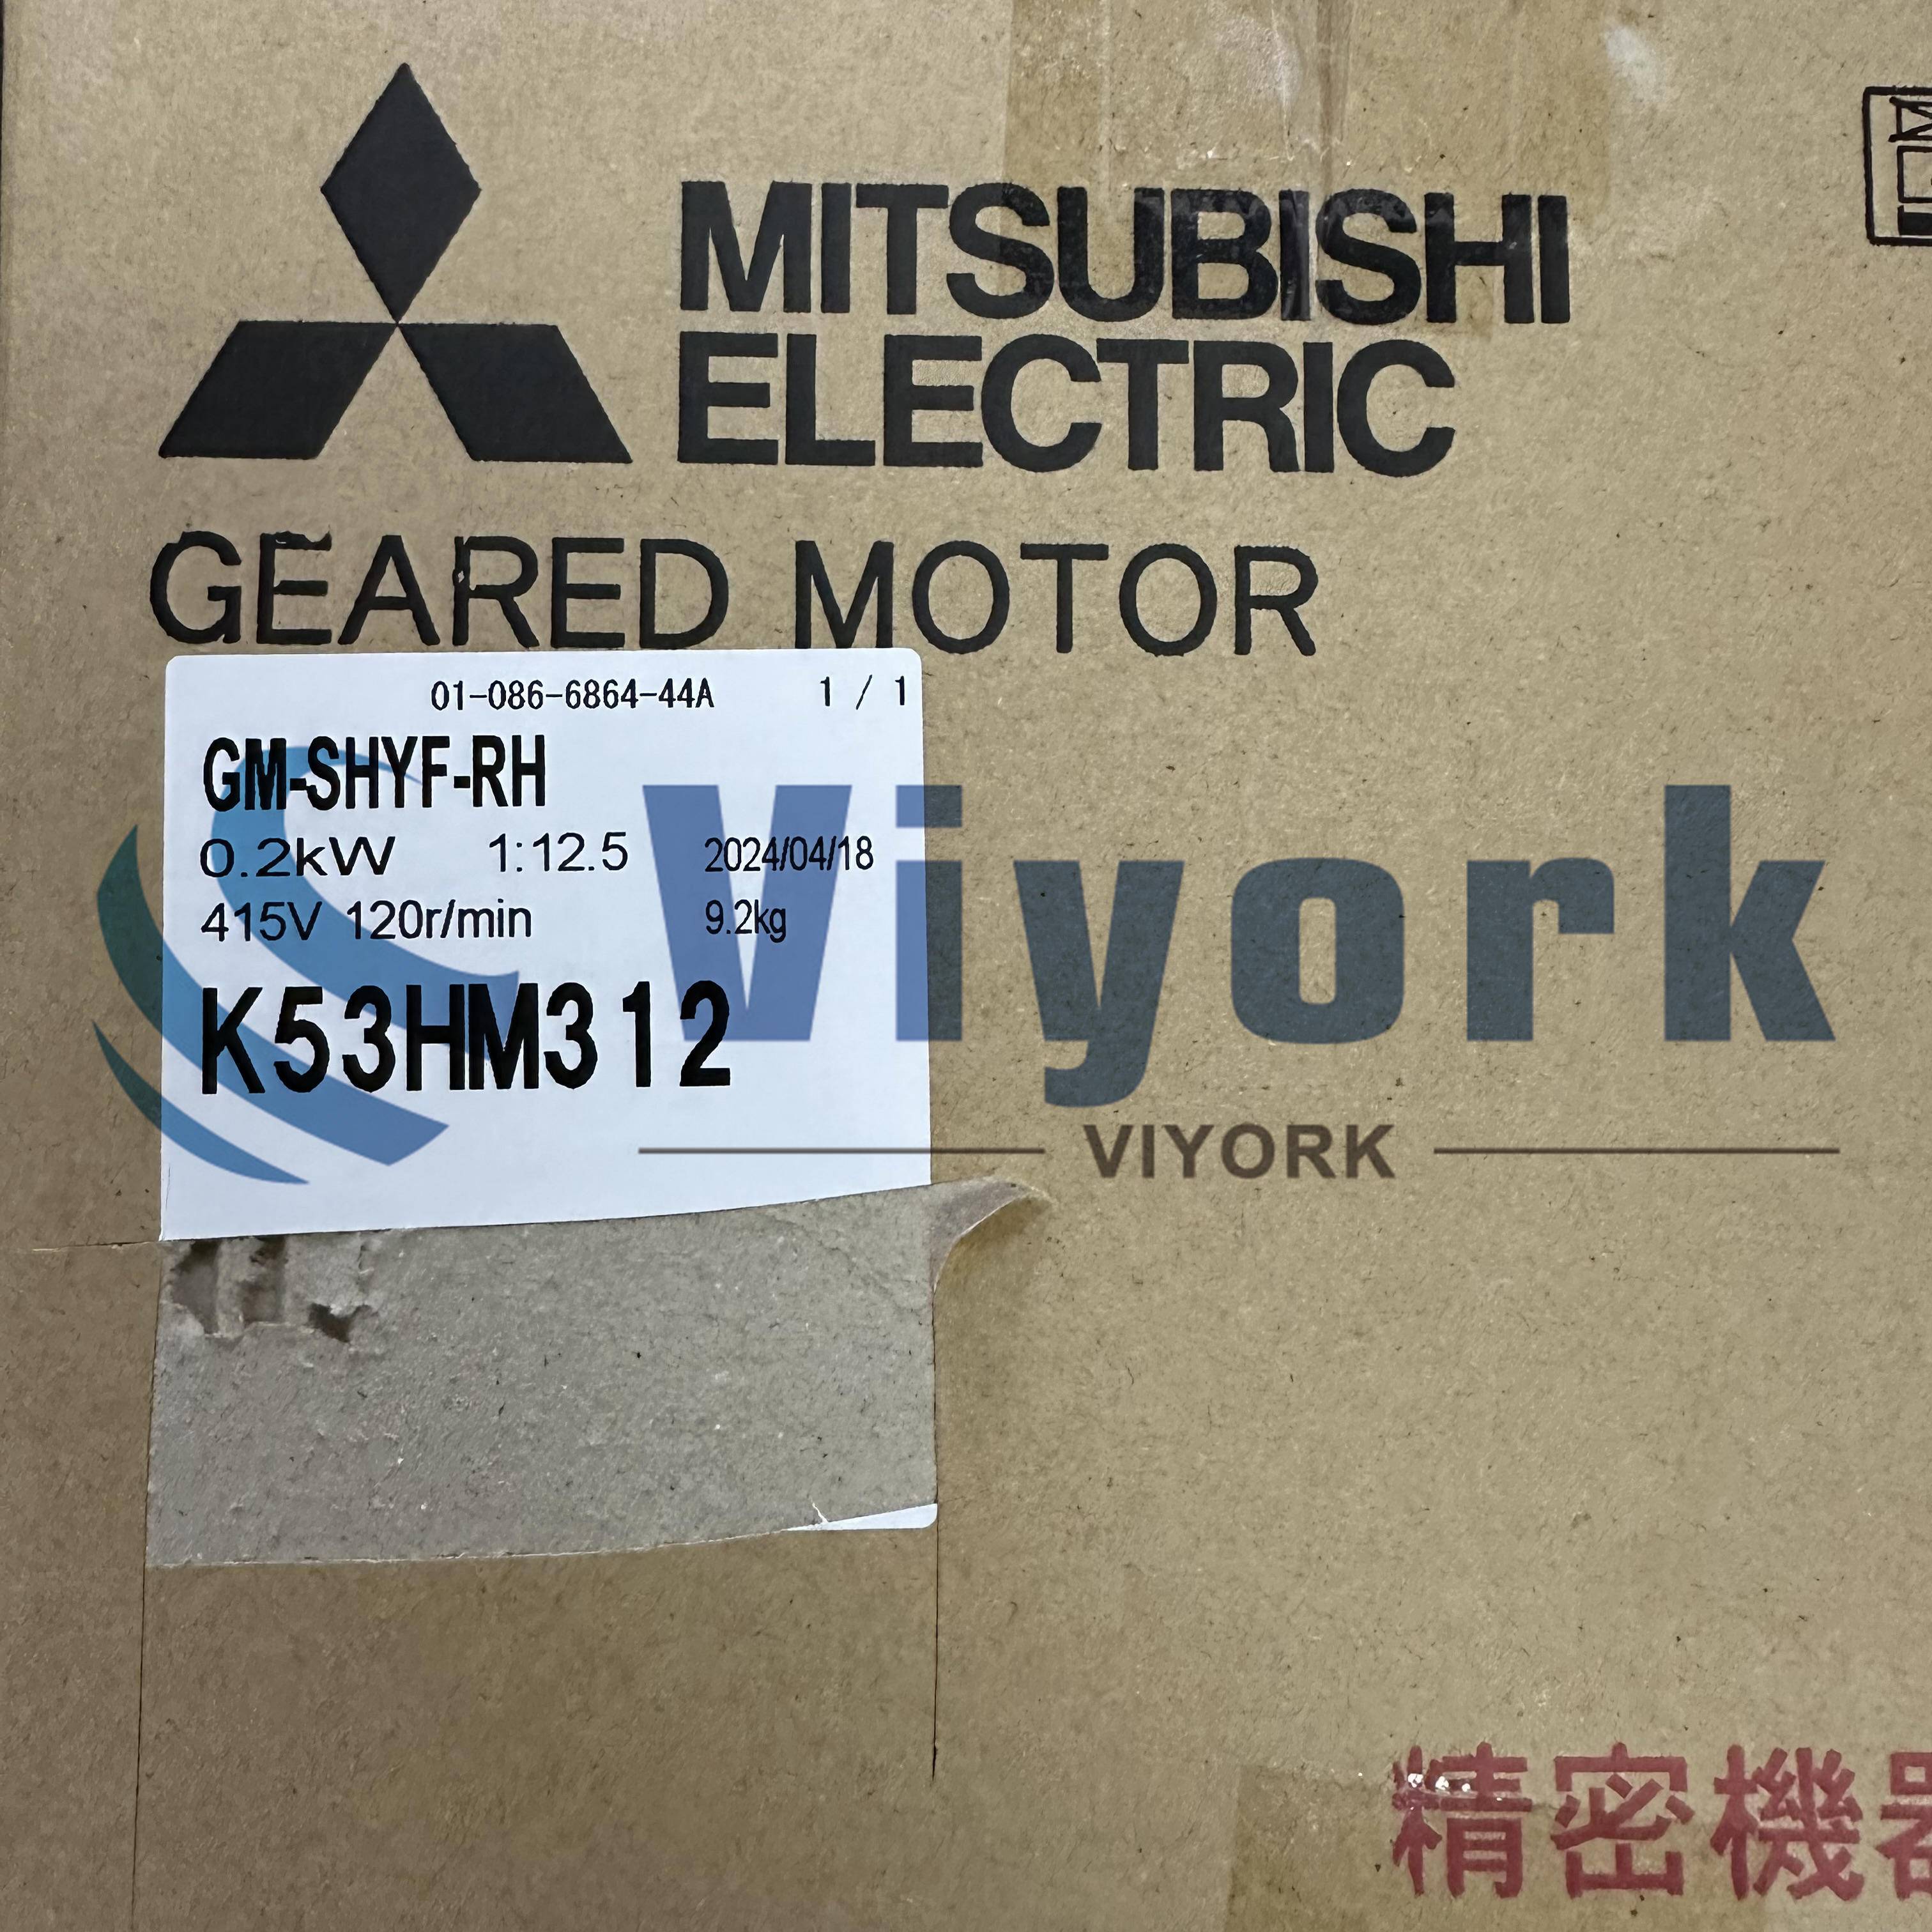 MITSUBISHI
ELECTRIC
GEARED MOTOR
01-086-6864-44A 1 / 1
GM-SHYF-RH
0.2kW 1:12.5 2024/04/18
415V 120r/min 9.2kg
K53HM312
Viyork
VIYORK
精密機器